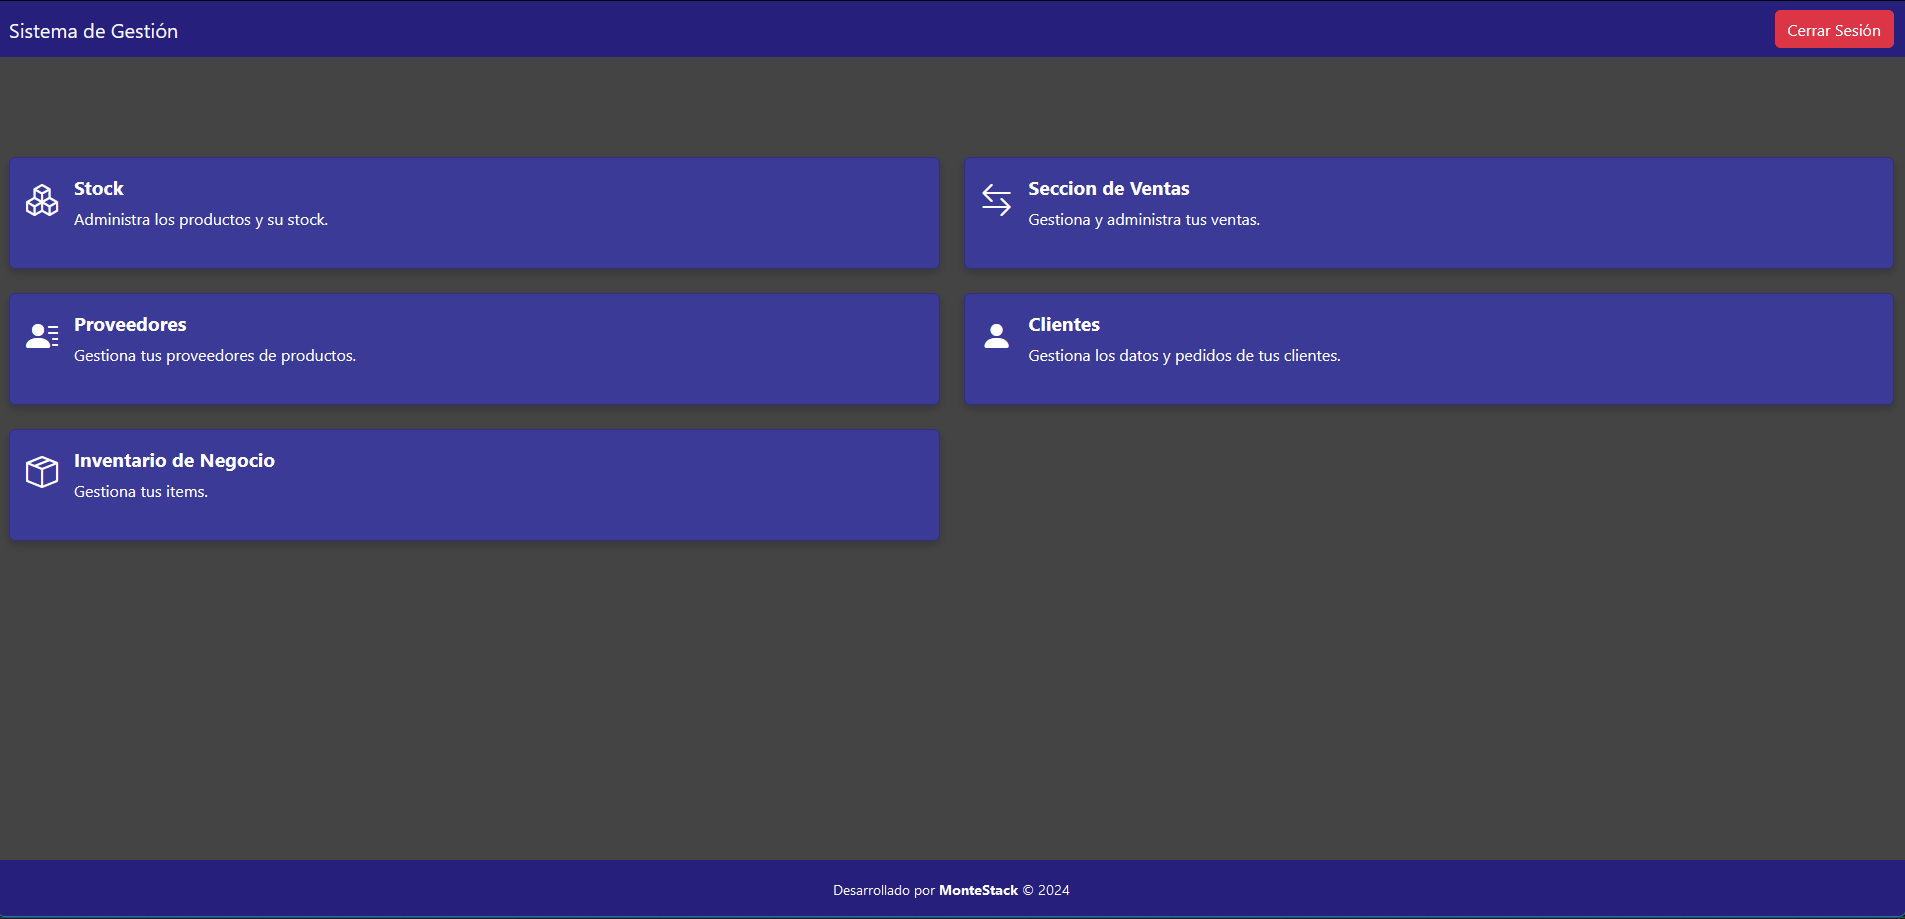 Sistema de Gestión
Cerrar Sesión
Stock
Administra los productos y su stock.
Seccion de Ventas
Gestiona y administra tus ventas.
Proveedores
Gestiona tus proveedores de productos.
Clientes
Gestiona los datos y pedidos de tus clientes.
Inventario de Negocio
Gestiona tus items.
Desarrollado por MonteStack © 2024